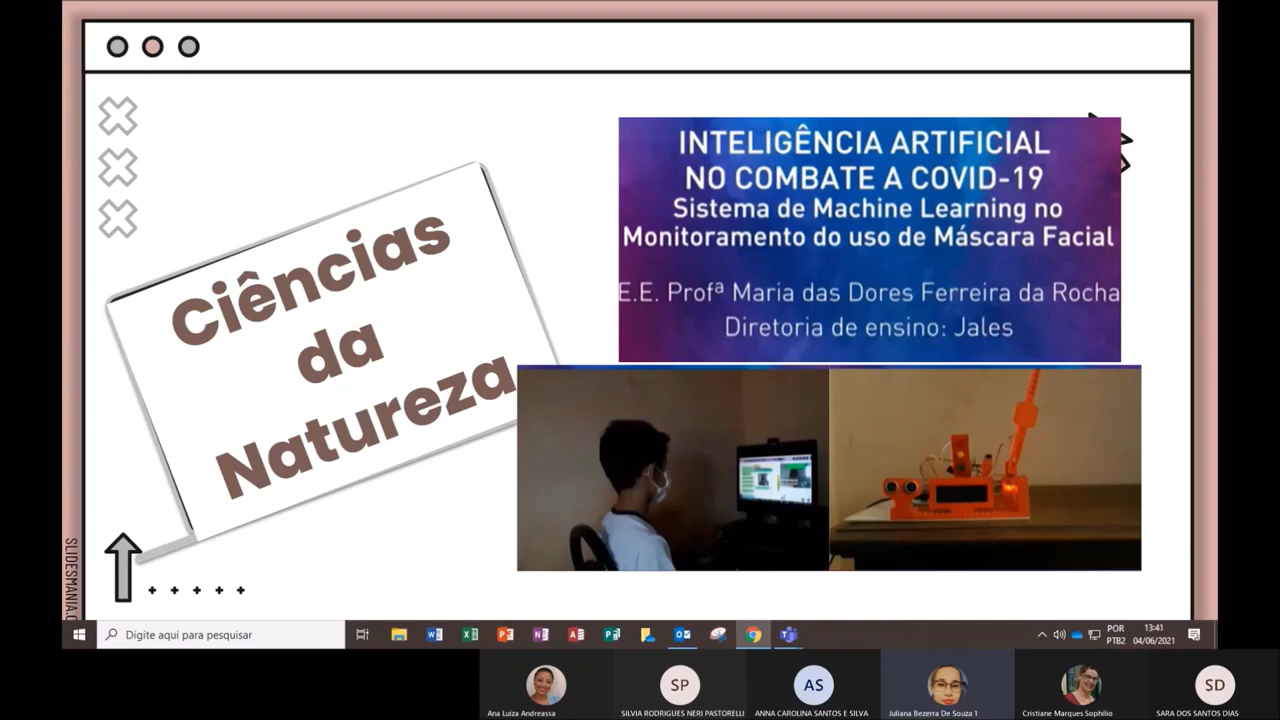 INTELIGÊNCIA ARTIFICIAL
NO COMBATE A COVID-19
Sistema de Machine Learning no
Monitoramento do uso de Máscara Facial
E.E. Profª Maria das Dores Ferreira da Rocha
Diretoria de ensino: Jales
Ciências
da
Natureza
SLIDESMANIA.C
Digite aqui para pesquisar
POR
PTB2
13:41
04/06/2021
SP
AS
SD
Ana Luiza Andreassa
SILVIA RODRIGUES NERI PASTORELLI
ANNA CAROLINA SANTOS E SILVA
Juliana Bezerra De Souza 1
Cristiane Marques Sophilio
SARA DOS SANTOS DIAS